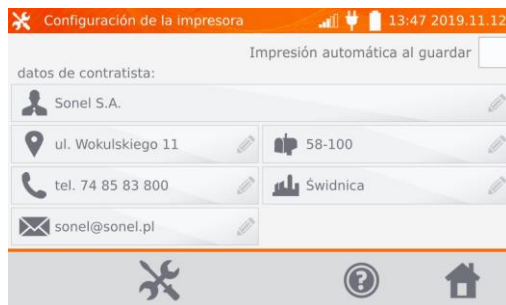 Configuración de la impresora 13:47 2019.11.12
Impresión automática al guardar
datos de contratista:
Sonel S.A.
ul. Wokulskiego 11 58-100
tel. 74 85 83 800 Świdnica
sonel@sonel.pl